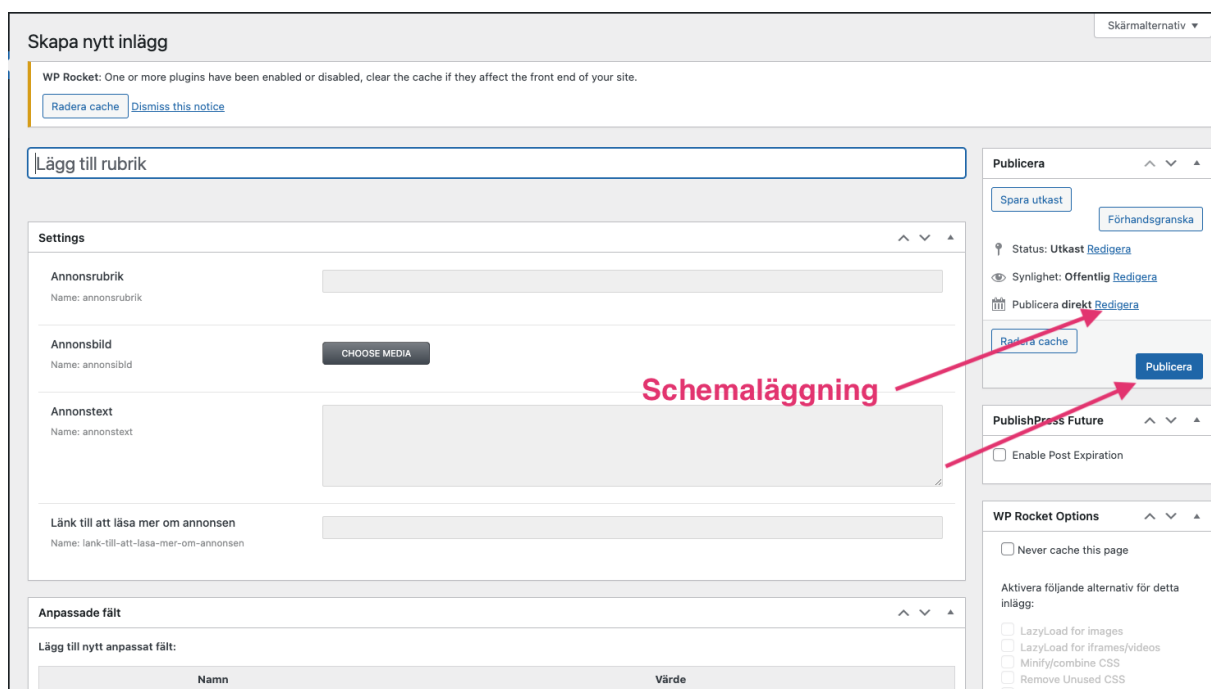 Skärmalternativ ▼
Skapa nytt inlägg
WP Rocket: One or more plugins have been enabled or disabled, clear the cache if they affect the front end of your site.
Radera cache Dismiss this notice
Lägg till rubrik
Settings
Annonsrubrik
Name: annonsrubrik
Annonsbild
Name: annonsibld
CHOOSE MEDIA
Annonstext
Name: annonstext
Länk till att läsa mer om annonsen
Name: lank-till-att-lasa-mer-om-annonsen
Anpassade fält
Lägg till nytt anpassat fält:
Namn Värde
Schemaläggning
Publicera
Spara utkast
Förhandsgranska
Status: Utkast Redigera
Synlighet: Offentlig Redigera
Publicera direkt Redigera
Radera cache
Publicera
PublishPress Future
Enable Post Expiration
WP Rocket Options
Never cache this page
Aktivera följande alternativ för detta
inlägg:
LazyLoad for images
LazyLoad for iframes/videos
Minify/combine CSS
Remove Unused CSS